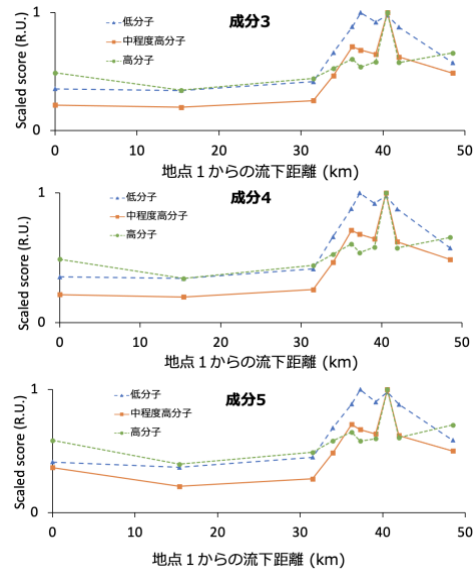 成分3
低分子
中程度高分子
高分子
Scaled score (R.U.)
1
0
0 10 20 30 40 50
地点１からの流下距離 (km)
成分4
低分子
中程度高分子
高分子
Scaled score (R.U.)
1
0
0 10 20 30 40 50
地点１からの流下距離 (km)
成分5
低分子
中程度高分子
高分子
Scaled score (R.U.)
1
0
0 10 20 30 40 50
地点１からの流下距離 (km)